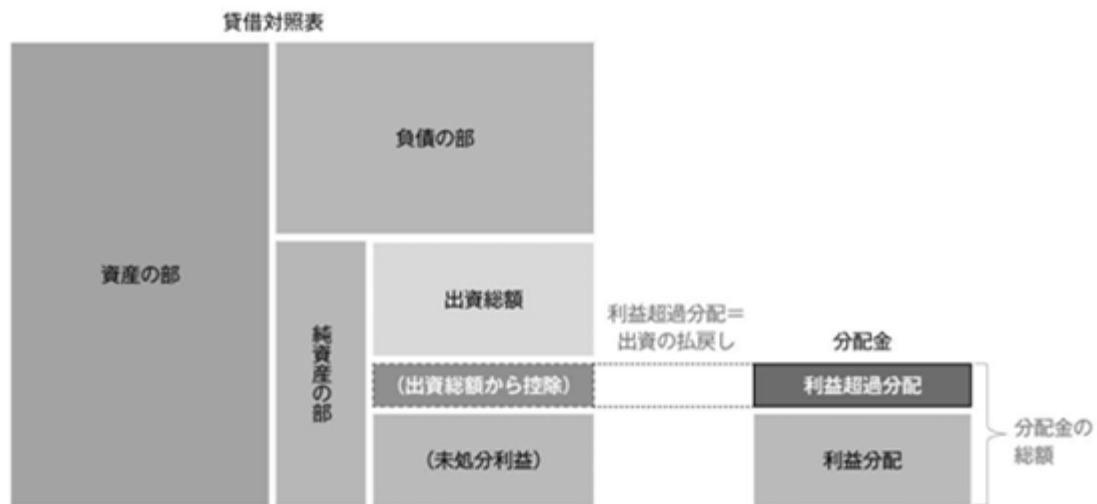 貸借対照表
資産の部
負債の部
純資産の部
出資総額
(出資総額から控除)
(未処分利益)
利益超過分配＝
出資の払戻し
分配金
利益超過分配
利益分配
分配金の
総額